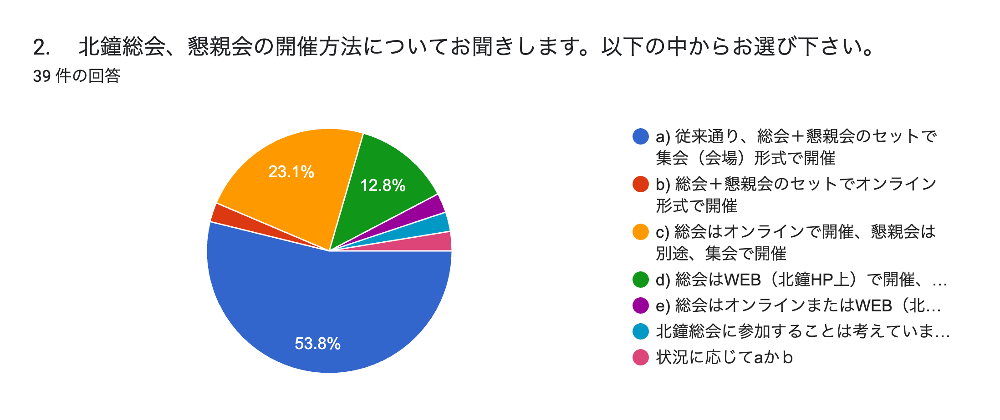 2.　北鐘総会、懇親会の開催方法についてお聞きします。以下の中からお選び下さい。
39 件の回答
a) 従来通り、総会＋懇親会のセットで
集会（会場）形式で開催
b) 総会＋懇親会のセットでオンライン
形式で開催
c) 総会はオンラインで開催、懇親会は
別途、集会で開催
d) 総会はWEB（北鐘HP上）で開催、…
e) 総会はオンラインまたはWEB（北…
北鐘総会に参加することは考えていま…
状況に応じてaかｂ
23.1%
12.8%
53.8%